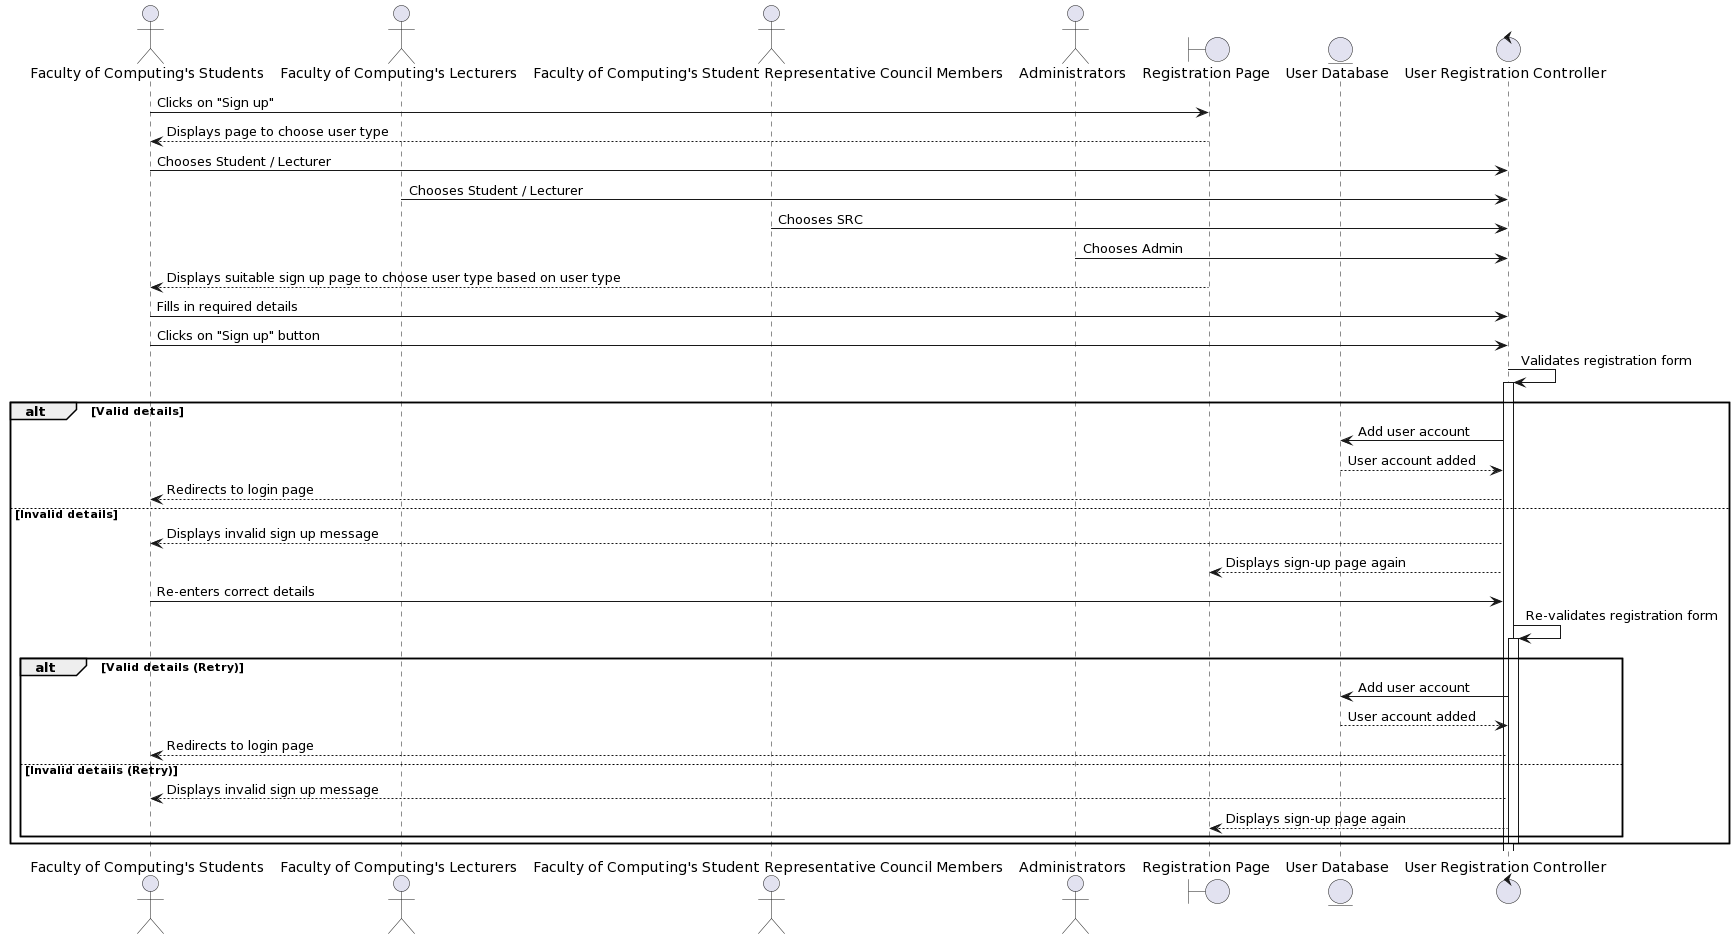 Faculty of Computing's Students
Faculty of Computing's Lecturers
Faculty of Computing's Student Representative Council Members
Administrators
Registration Page
User Database
User Registration Controller
Clicks on "Sign up"
Displays page to choose user type
Chooses Student / Lecturer
Chooses Student / Lecturer
Chooses SRC
Chooses Admin
Displays suitable sign up page to choose user type based on user type
Fills in required details
Clicks on "Sign up" button
Validates registration form
alt
[Valid details]
Add user account
User account added
Redirects to login page
[Invalid details]
Displays invalid sign up message
Displays sign-up page again
Re-enters correct details
Re-validates registration form
alt
[Valid details (Retry)]
Add user account
User account added
Redirects to login page
[Invalid details (Retry)]
Displays invalid sign up message
Displays sign-up page again
Faculty of Computing's Students
Faculty of Computing's Lecturers
Faculty of Computing's Student Representative Council Members
Administrators
Registration Page
User Database
User Registration Controller